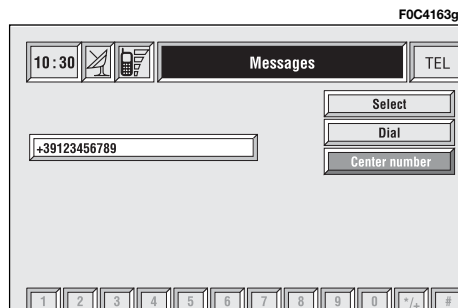 F0C4163g
10:30 Messages TEL
Select
Dial
+39123456789
Center number
1 2 3 4 5 6 7 8 9 0 */+ #